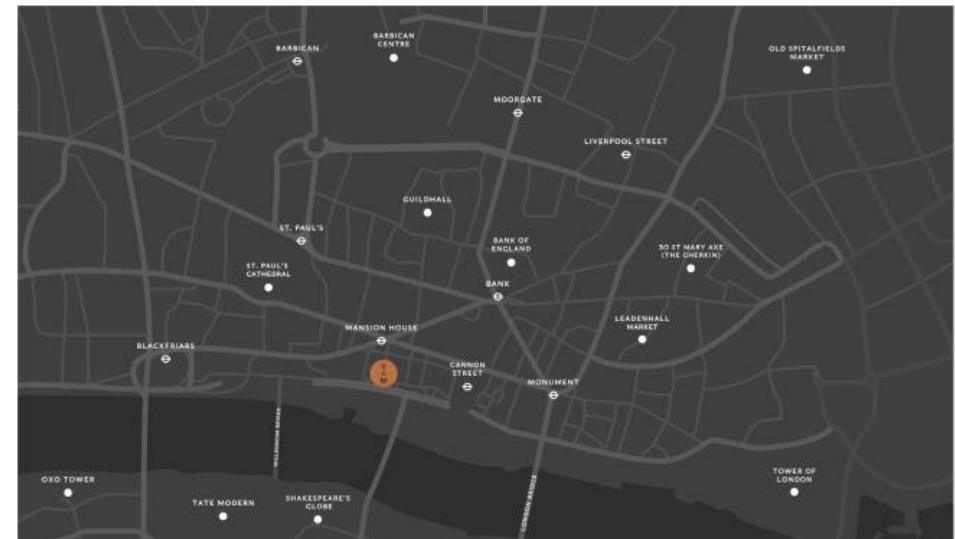 BARBICAN
BARBICAN
CENTRE
OLD SPITALFIELDS
MARKET
MOORGATE
LIVERPOOL STREET
GUILDHALL
ST. PAUL'S
BANK OF
ENGLAND
30 ST MARY AXE
(THE GHERKIN)
ST. PAUL'S
CATHEDRAL
BANK
LEADENHALL
MARKET
MANSION HOUSE
BLACKFRIARS
CANNON
STREET
V
A
M
MONUMENT
MILLENNIUM BRIDGE
LONDON BRIDGE
OXO TOWER
TATE MODERN
SHAKESPEARE'S
GLOBE
TOWER OF
LONDON